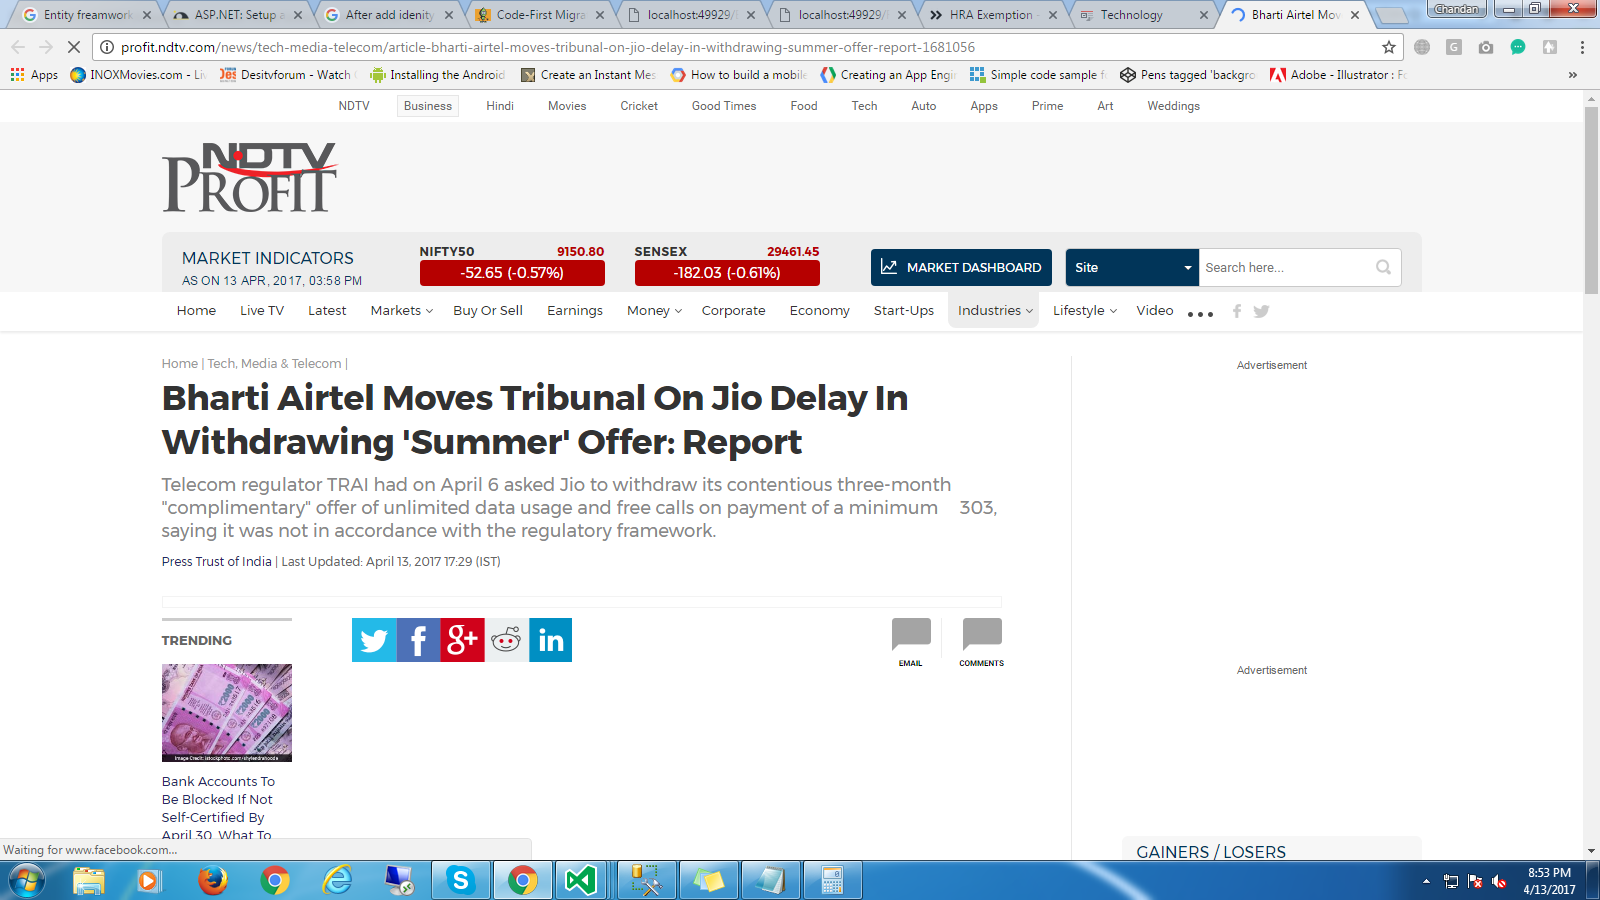 Entity freamwork
ASP.NET: Setup a
After add idenity
Code-First Migra
localhost:49929/
localhost:49929/
HRA Exemption -
Technology
Bharti Airtel Mov
Chandan
profit.ndtv.com/news/tech-media-telecom/article-bharti-airtel-moves-tribunal-on-jio-delay-in-withdrawing-summer-offer-report-1681056
Apps
INOXMovies.com - Liv
Desitvforum - Watch
Installing the Android
Create an Instant Mes
How to build a mobile
Creating an App Engi
Simple code sample f
Pens tagged 'backgro
Adobe - Illustrator : Fo
»
NDTV Business Hindi Movies Cricket Good Times Food Tech Auto Apps Prime Art Weddings
NDTV
PROFIT
MARKET INDICATORS
AS ON 13 APR, 2017, 03:58 PM
NIFTY50 9150.80
-52.65 (-0.57%)
SENSEX 29461.45
-182.03 (-0.61%)
MARKET DASHBOARD
Site
Search here...
Home Live TV Latest Markets Buy Or Sell Earnings Money Corporate Economy Start-Ups Industries Lifestyle Video
Home | Tech, Media & Telecom |
Bharti Airtel Moves Tribunal On Jio Delay In
Withdrawing 'Summer' Offer: Report
Telecom regulator TRAI had on April 6 asked Jio to withdraw its contentious three-month
"complimentary" offer of unlimited data usage and free calls on payment of a minimum 303,
saying it was not in accordance with the regulatory framework.
Press Trust of India | Last Updated: April 13, 2017 17:29 (IST)
Advertisement
TRENDING
g+
in
EMAIL
COMMENTS
Advertisement
Bank Accounts To
Be Blocked If Not
Self-Certified By
April 30. What To
GAINERS / LOSERS
Waiting for www.facebook.com...
8:53 PM
4/13/2017